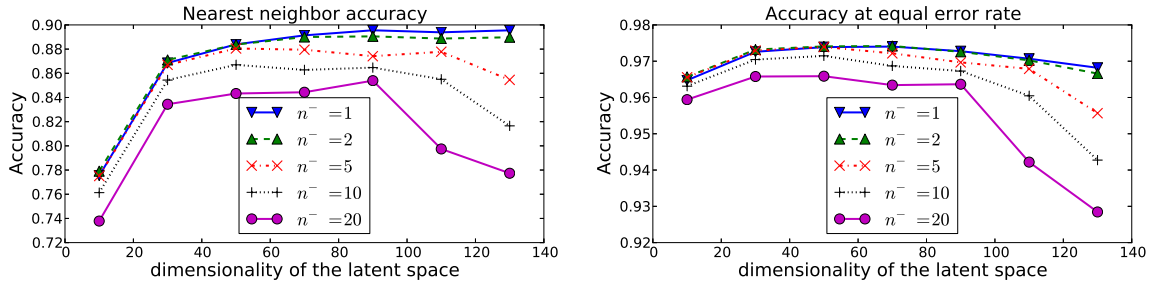 Nearest neighbor accuracy
0.90
0.88
0.86
0.84
0.82
0.80
0.78
0.76
0.74
0.72
Accuracy
n⁻ =1
n⁻ =2
n⁻ =5
n⁻ =10
n⁻ =20
0 20 40 60 80 100 120 140
dimensionality of the latent space
Accuracy at equal error rate
0.98
0.97
0.96
0.95
0.94
0.93
0.92
Accuracy
n⁻ =1
n⁻ =2
n⁻ =5
n⁻ =10
n⁻ =20
0 20 40 60 80 100 120 140
dimensionality of the latent space